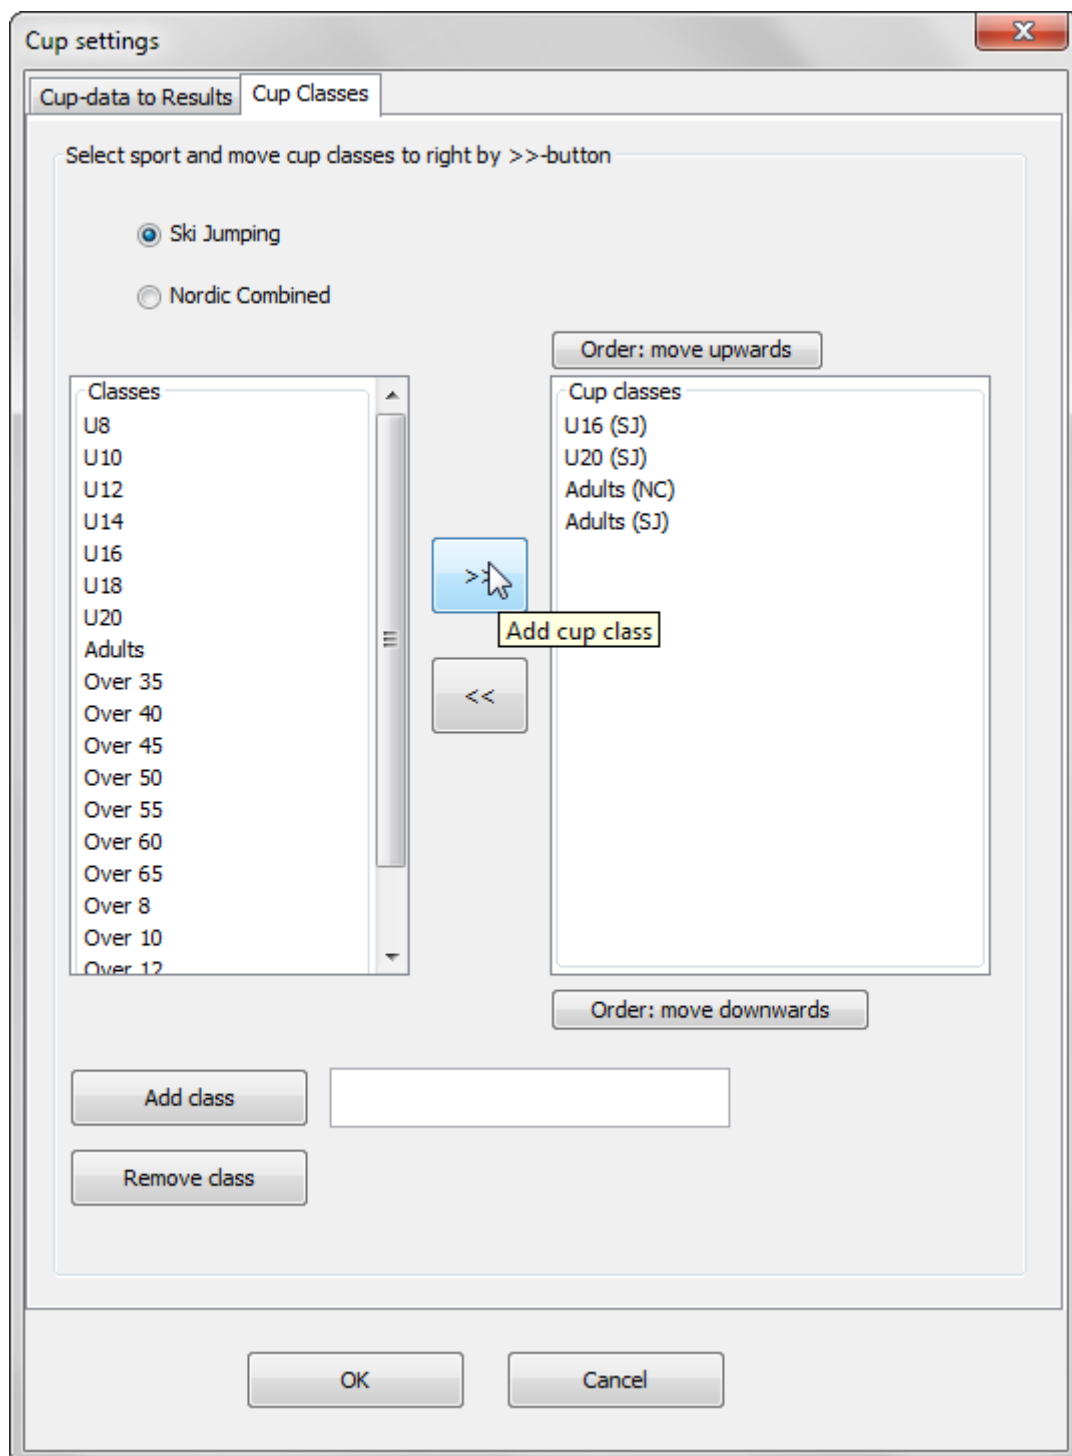 Cup settings
Cup-data to Results
Cup Classes
Select sport and move cup classes to right by >>-button
Ski Jumping
Nordic Combined
Order: move upwards
Classes
U8
U10
U12
U14
U16
U18
U20
Adults
Over 35
Over 40
Over 45
Over 50
Over 55
Over 60
Over 65
Over 8
Over 10
Over 12
>>
Add cup class
<<
Cup classes
U16 (SJ)
U20 (SJ)
Adults (NC)
Adults (SJ)
Order: move downwards
Add class
Remove class
OK
Cancel